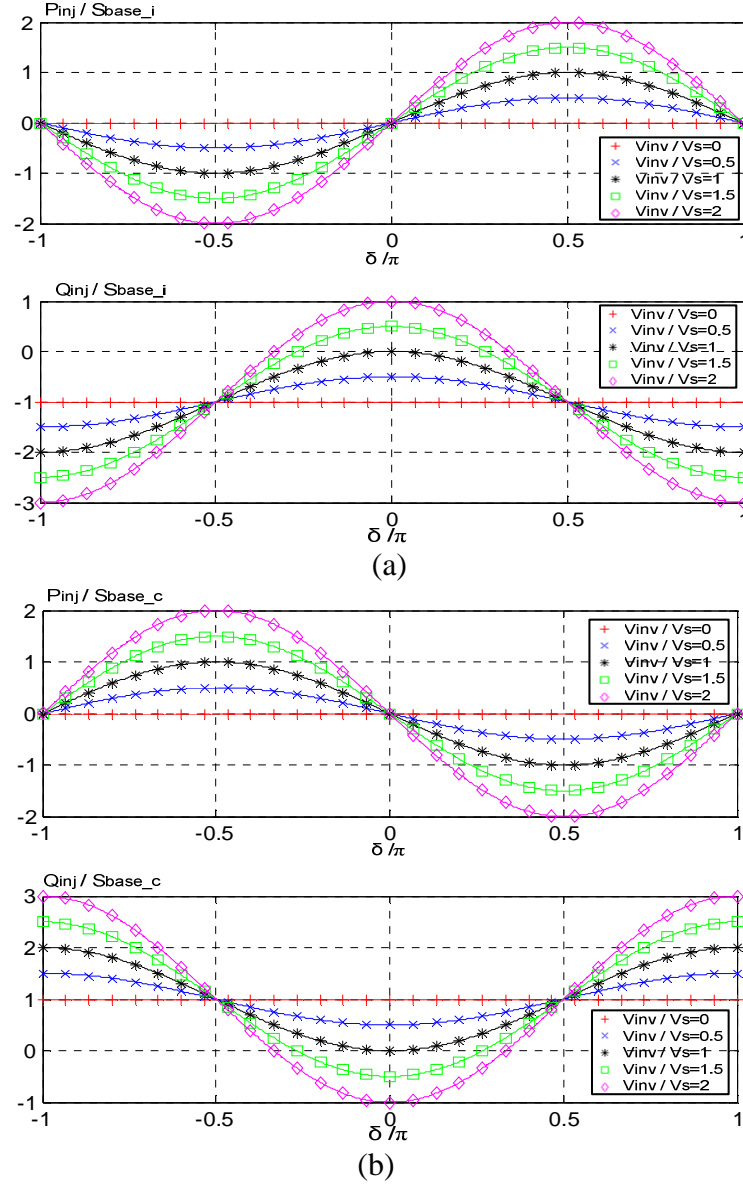 Pinj / Sbase_i
2
1
0
-1
-2
-1
-0.5
0
0.5
1
δ/π
Vinv / Vs=0
Vinv / Vs=0.5
Vinv / Vs=1
Vinv / Vs=1.5
Vinv / Vs=2
Qinj / Sbase_i
1
0
-1
-2
-3
-1
-0.5
0
0.5
1
δ/π
Vinv / Vs=0
Vinv / Vs=0.5
Vinv / Vs=1
Vinv / Vs=1.5
Vinv / Vs=2
(a)
Pinj / Sbase_c
2
1
0
-1
-2
-1
-0.5
0
0.5
1
δ/π
Vinv / Vs=0
Vinv / Vs=0.5
Vinv / Vs=1
Vinv / Vs=1.5
Vinv / Vs=2
Qinj / Sbase_c
3
2
1
0
-1
-1
-0.5
0
0.5
1
δ/π
Vinv / Vs=0
Vinv / Vs=0.5
Vinv / Vs=1
Vinv / Vs=1.5
Vinv / Vs=2
(b)